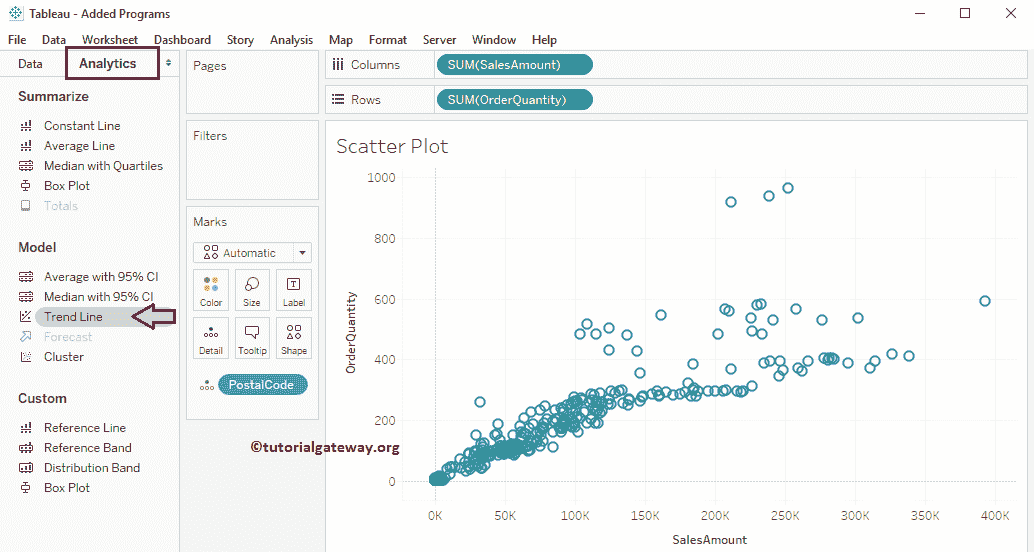 Tableau - Added Programs
File Data Worksheet Dashboard Story Analysis Map Format Server Window Help
Data Analytics
Summarize
Constant Line
Average Line
Median with Quartiles
Box Plot
Totals
Model
Average with 95% CI
Median with 95% CI
Trend Line
Forecast
Cluster
Custom
Reference Line
Reference Band
Distribution Band
Box Plot
Pages
Filters
Marks
Automatic
Color Size Label
Detail Tooltip Shape
PostalCode
Columns SUM(SalesAmount)
Rows SUM(OrderQuantity)
Scatter Plot
OrderQuantity
1000
800
600
400
200
0
0K 50K 100K 150K 200K 250K 300K 350K 400K
SalesAmount
©tutorialgateway.org